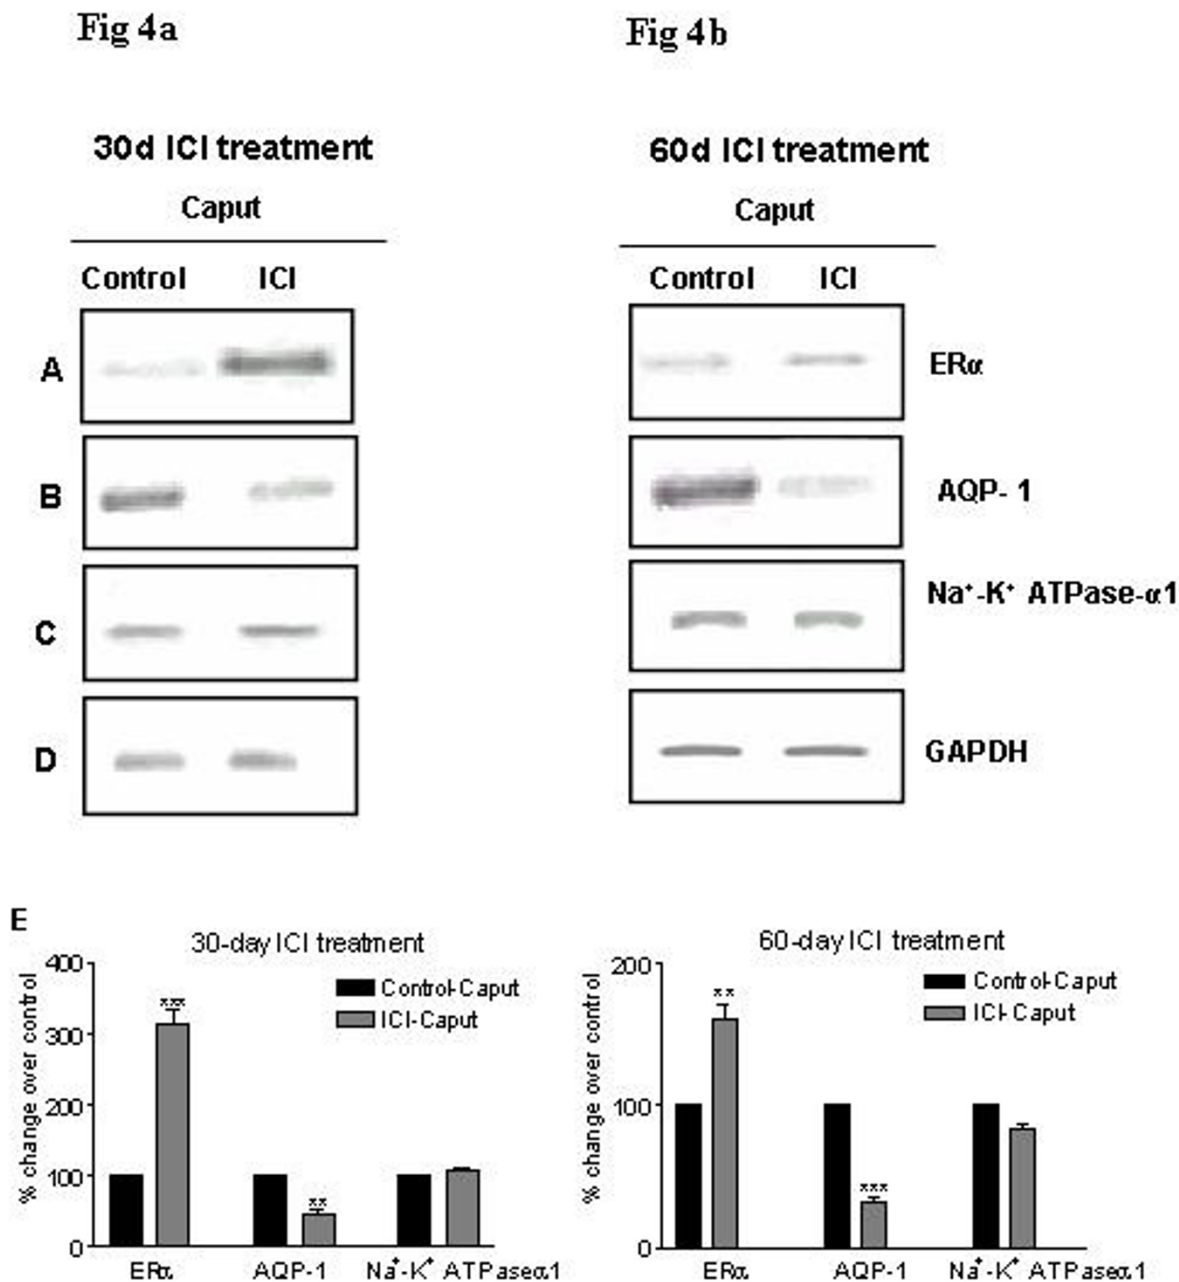 Fig 4a
Fig 4b
30d ICI treatment
60d ICI treatment
Caput
Caput
Control ICI
Control ICI
A
ERα
B
AQP- 1
Na⁺-K⁺ ATPase-α1
C
D
GAPDH
E
30-day ICI treatment
% change over control
400
300
200
100
0
***
**
Control-Caput
ICI-Caput
ERα AQP-1 Na⁺-K⁺ ATPaseα1
60-day ICI treatment
% change over control
200
100
0
**
***
Control-Caput
ICI-Caput
ERα AQP-1 Na⁺-K⁺ ATPaseα1